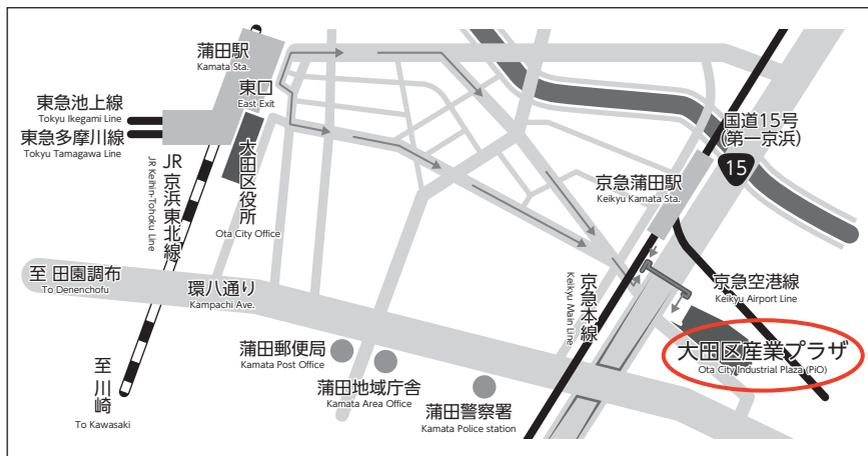 蒲田駅
Kamata Sta.
東口
East Exit
東急池上線
Tokyu Ikegami Line
東急多摩川線
Tokyu Tamagawa Line
大田区役所
Ota City Office
JR京浜東北線
JR Keihin-Tohoku Line
国道15号
(第一京浜)
15
京急蒲田駅
Keikyu Kamata Sta.
至 田園調布
To Denenchofu
環八通り
Kampachi Ave.
京急本線
Keikyu Main Line
京急空港線
Keikyu Airport Line
大田区産業プラザ
Ota City Industrial Plaza (PiO)
蒲田郵便局
Kamata Post Office
蒲田地域庁舎
Kamata Area Office
蒲田警察署
Kamata Police station
至 川崎
To Kawasaki